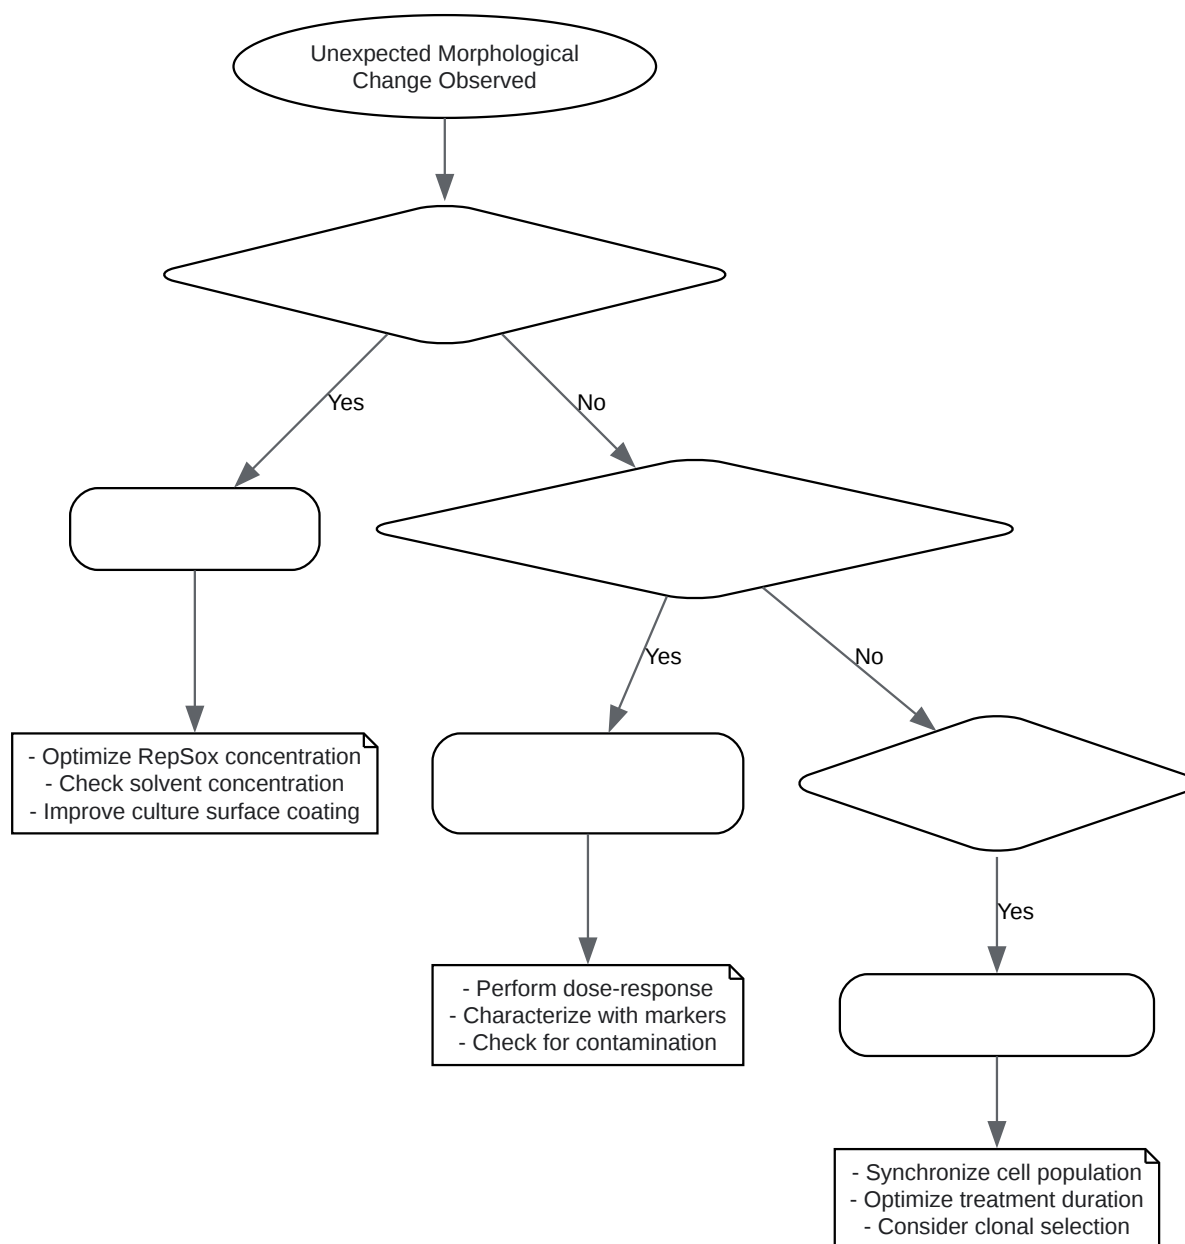 Unexpected Morphological
Change Observed
Yes
No
Yes
No
- Optimize RepSox concentration
- Check solvent concentration
- Improve culture surface coating
Yes
- Perform dose-response
- Characterize with markers
- Check for contamination
- Synchronize cell population
- Optimize treatment duration
- Consider clonal selection